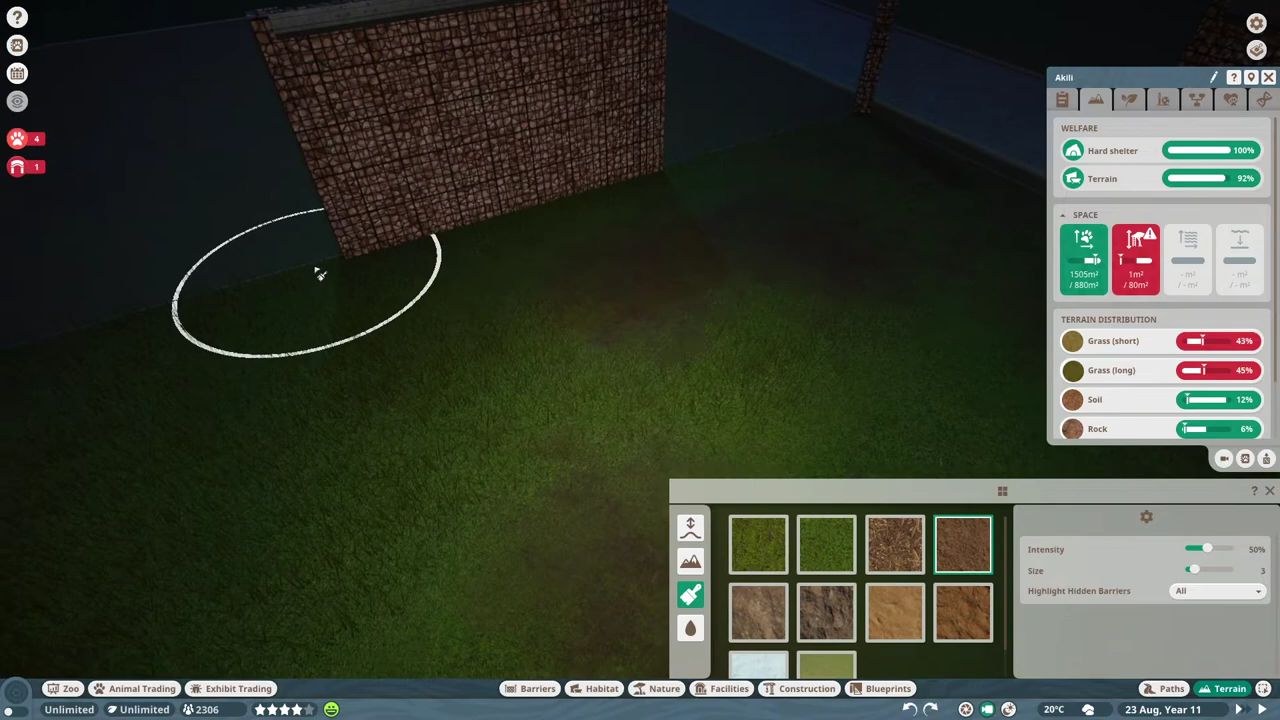 ?
4
1
Akili
?
WELFARE
Hard shelter 100%
Terrain 92%
SPACE
1505m² / 880m²
1m² / 80m²
- m² / - m²
- m² / - m²
TERRAIN DISTRIBUTION
Grass (short) 43%
Grass (long) 45%
Soil 12%
Rock 6%
?
Intensity 50%
Size 3
Highlight Hidden Barriers All
Zoo Animal Trading Exhibit Trading Barriers Habitat Nature Facilities Construction Blueprints Paths Terrain
Unlimited Unlimited 2306 20°C 23 Aug, Year 11